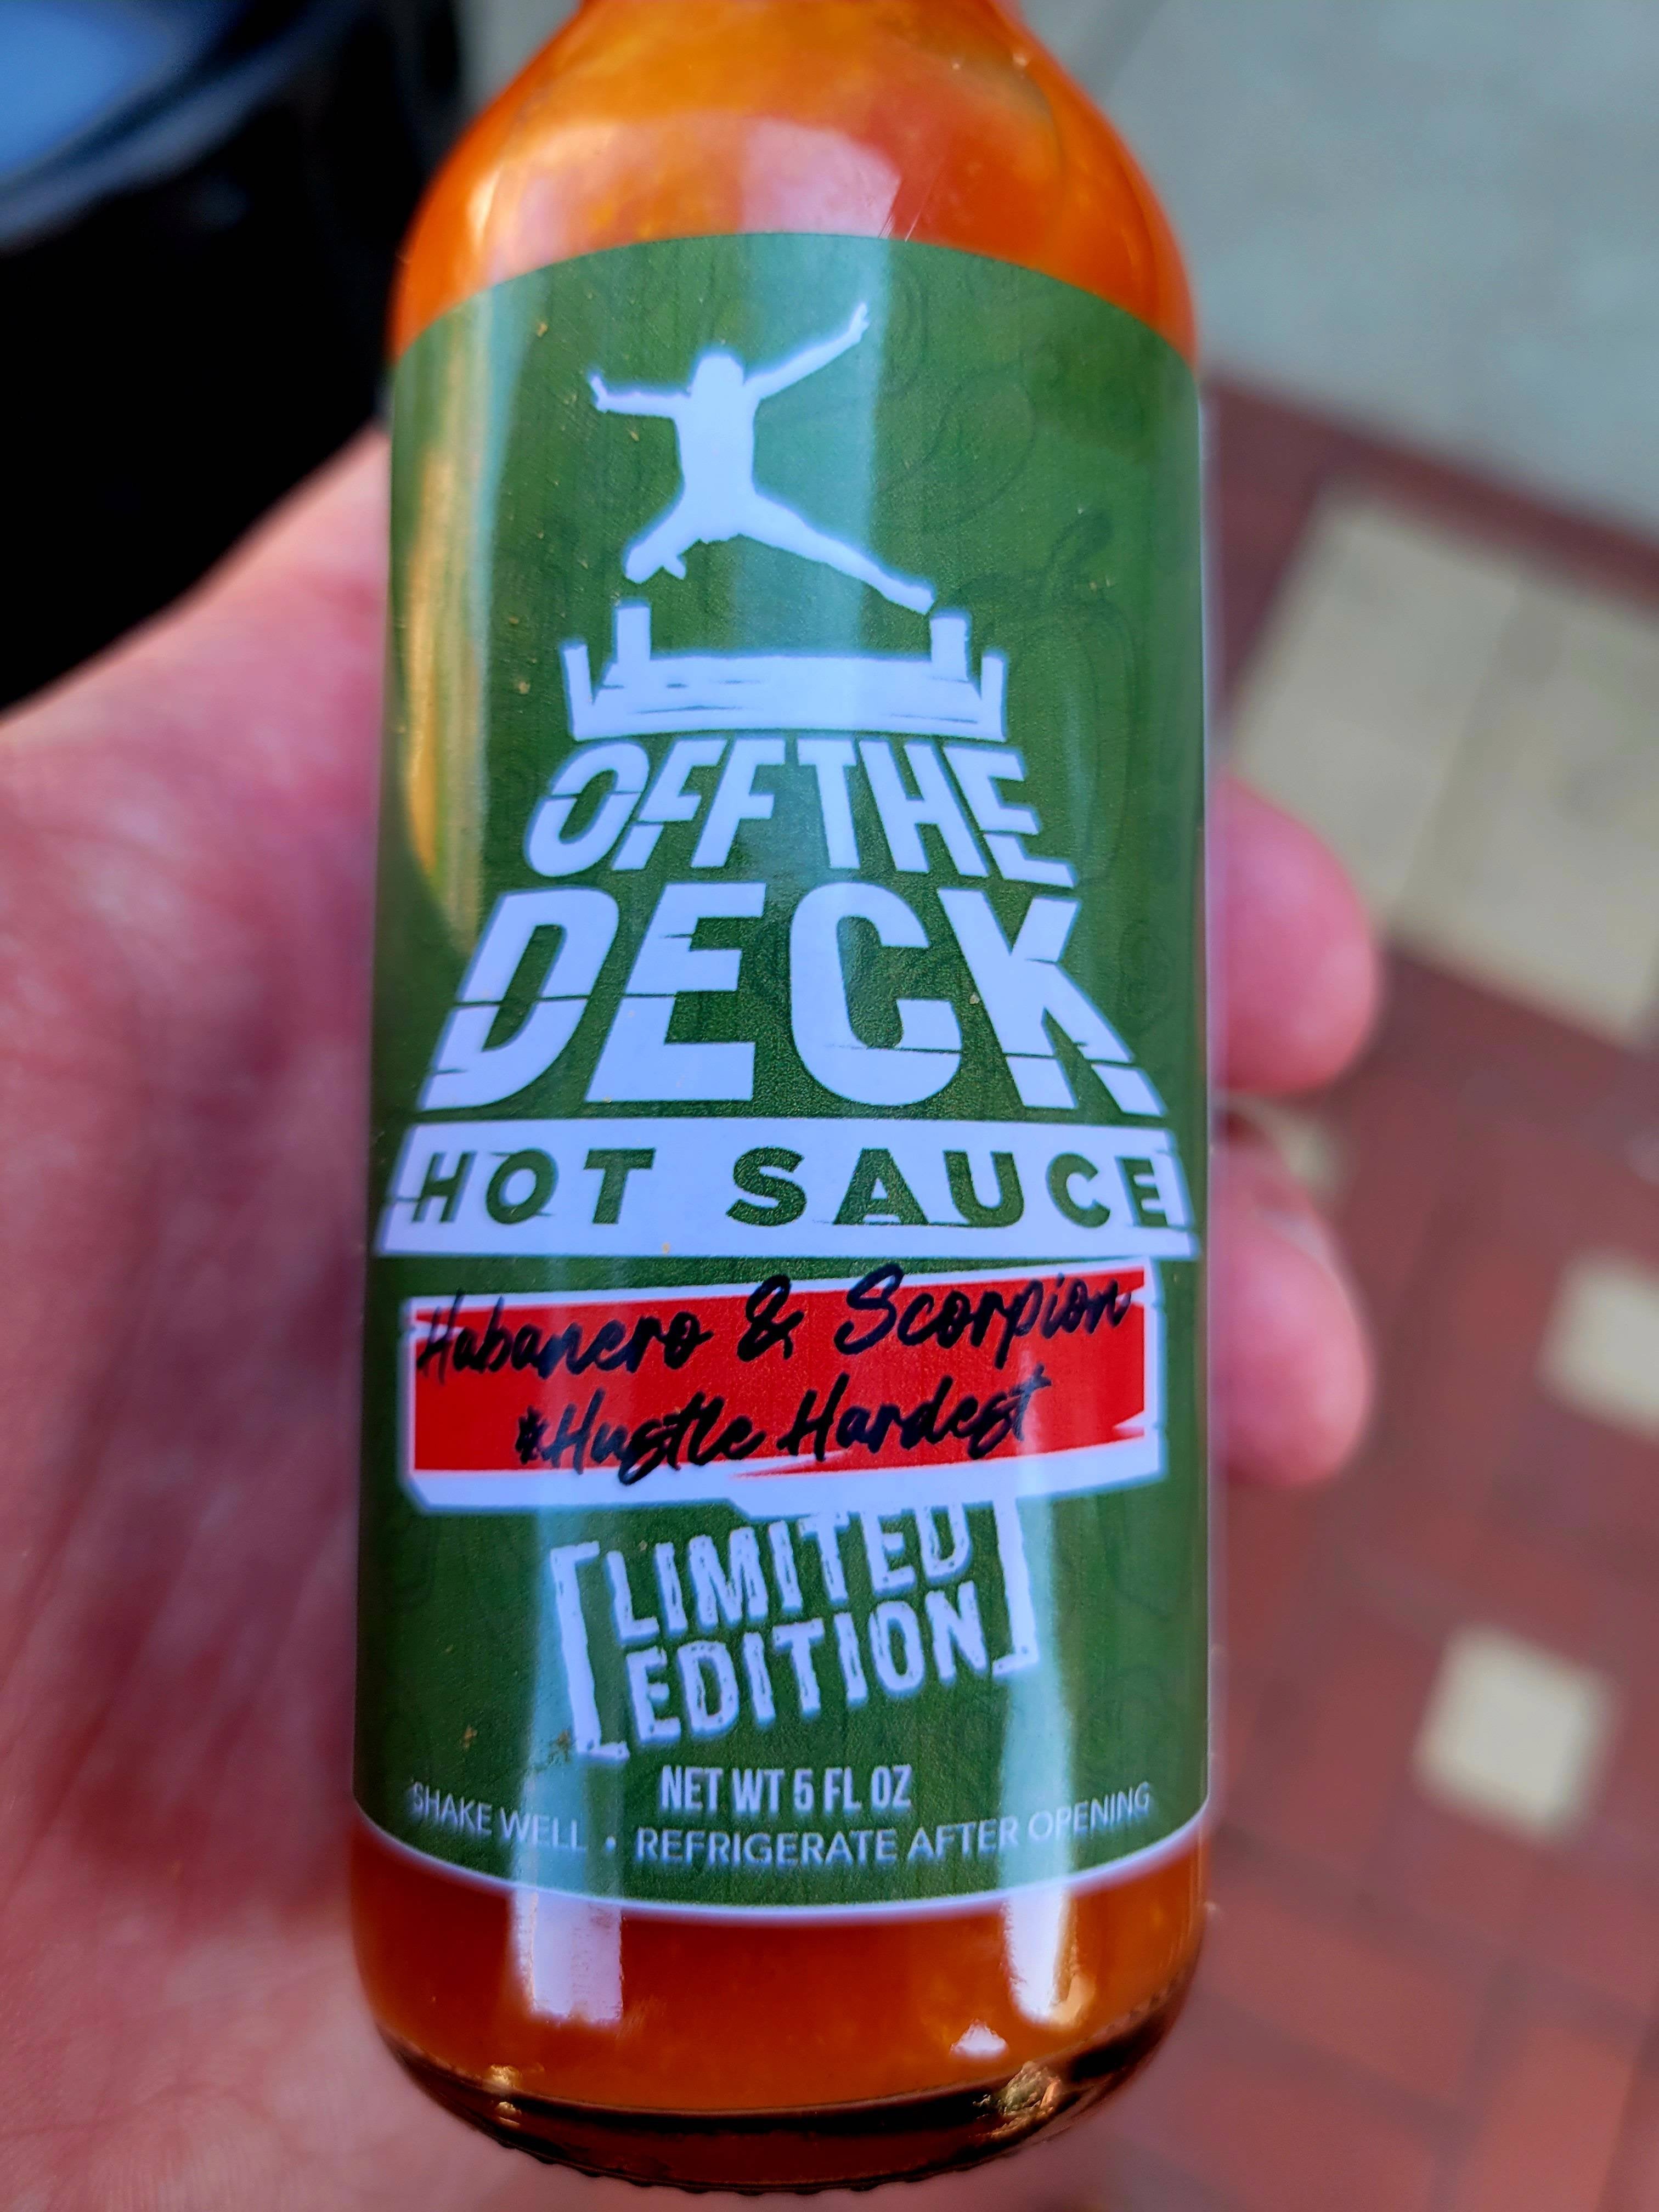 OFF THE
DECK
HOT SAUCE
Habanero & Scorpion
#Hustle Hardest
LIMITED
EDITION
NET WT 5 FL OZ
SHAKE WELL • REFRIGERATE AFTER OPENING